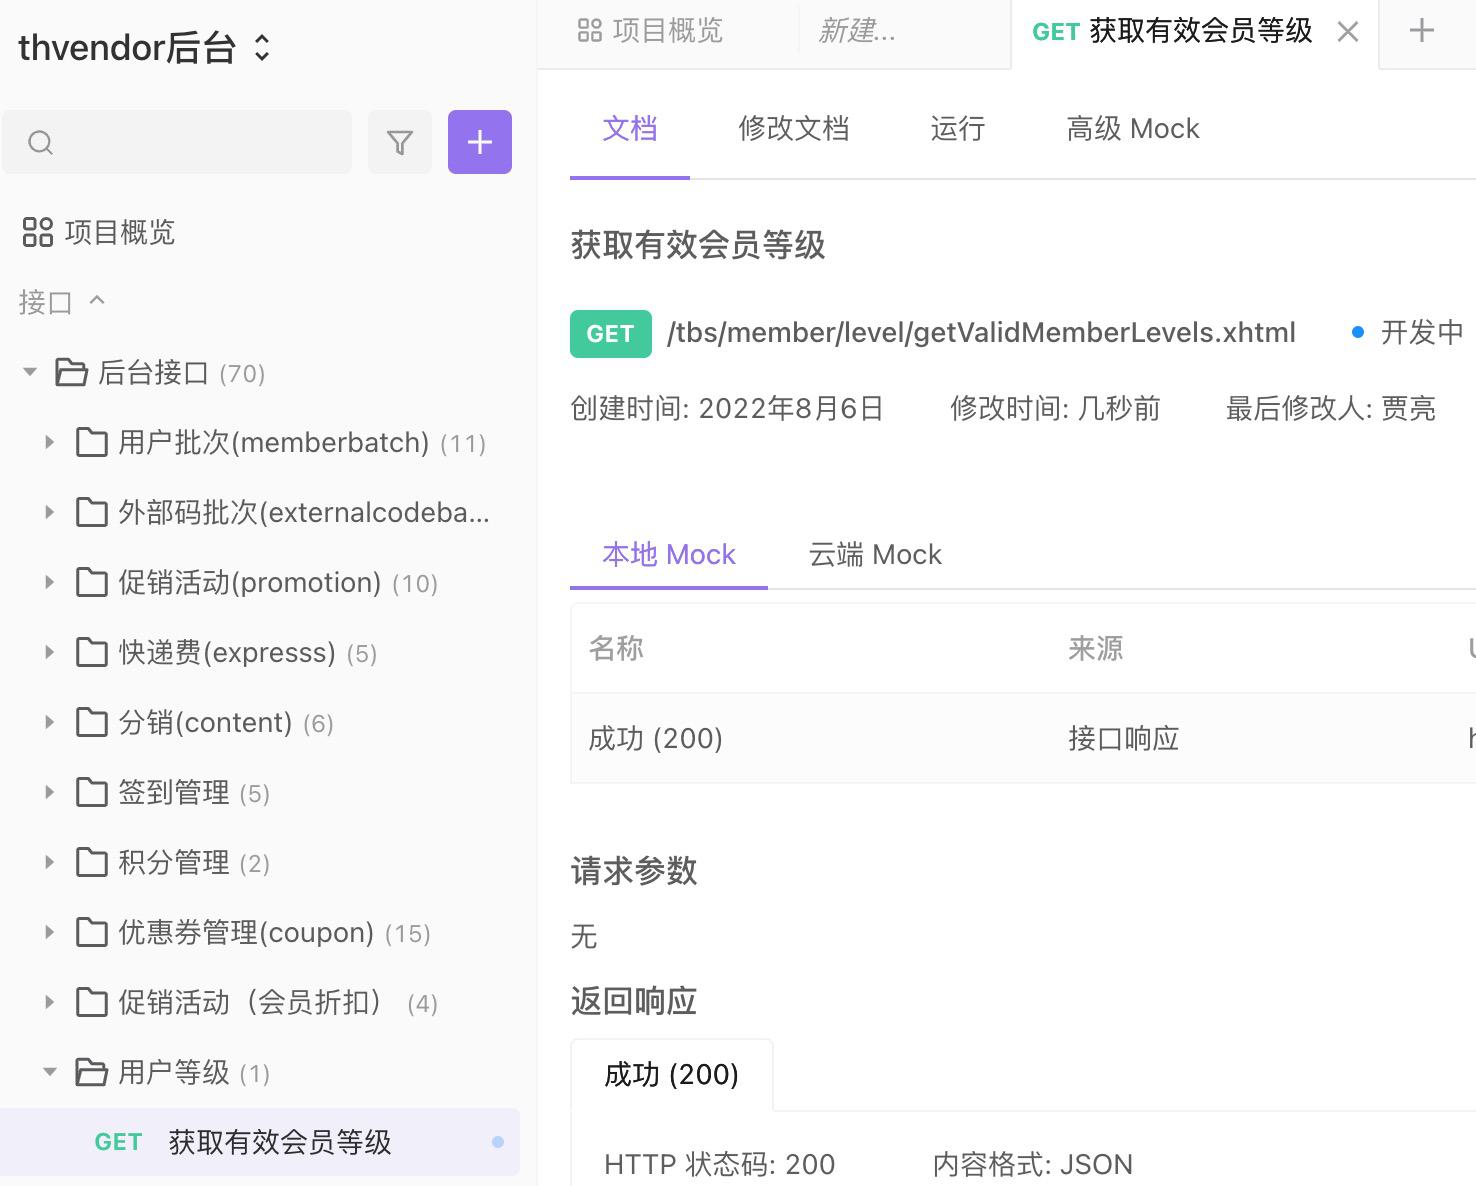 thvendor后台
项目概览
接口
后台接口 (70)
用户批次(memberbatch) (11)
外部码批次(externalcodeba...
促销活动(promotion) (10)
快递费(expresss) (5)
分销(content) (6)
签到管理 (5)
积分管理 (2)
优惠券管理(coupon) (15)
促销活动（会员折扣） (4)
用户等级 (1)
GET 获取有效会员等级
项目概览 新建... GET 获取有效会员等级
文档 修改文档 运行 高级 Mock
获取有效会员等级
GET /tbs/member/level/getValidMemberLevels.xhtml 开发中
创建时间: 2022年8月6日 修改时间: 几秒前 最后修改人: 贾亮
本地 Mock 云端 Mock
名称 来源
成功 (200) 接口响应
请求参数
无
返回响应
成功 (200)
HTTP 状态码: 200 内容格式: JSON